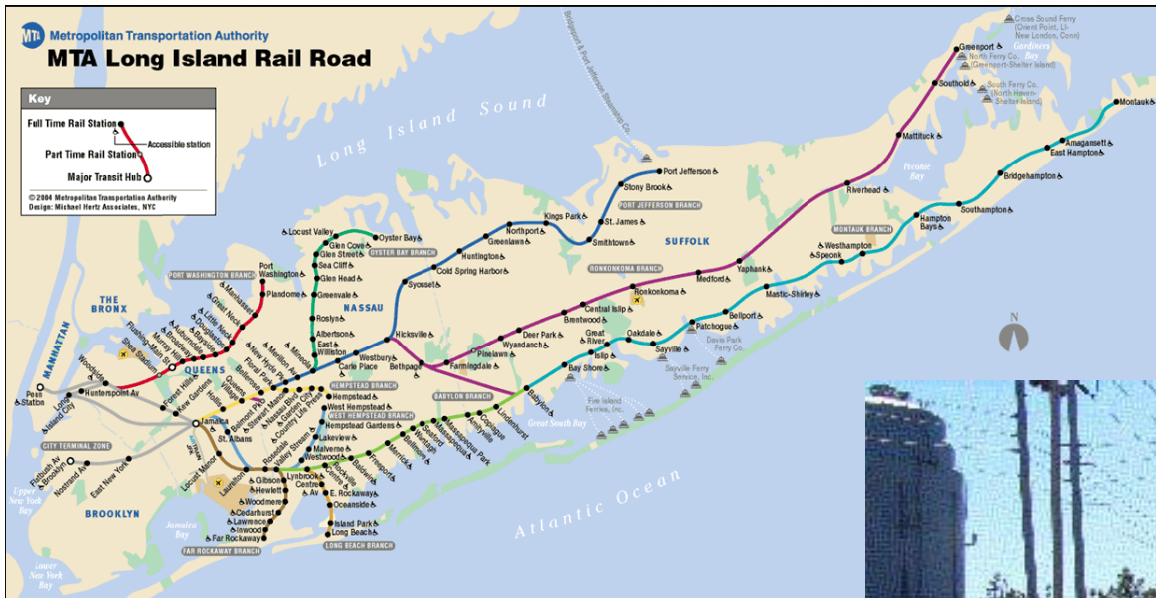 MTA
Metropolitan Transportation Authority
MTA Long Island Rail Road
Key
Full Time Rail Station
Accessible station
Part Time Rail Station
Major Transit Hub
© 2004 Metropolitan Transportation Authority
Design: Michael Hertz Associates, NYC
Long Island Sound
Bridgeport & Port Jefferson Steamship Co.
Cross Sound Ferry
(Orient Point, LI-
New London, Conn)
Gardiners
Bay
Greenport
North Ferry Co.
(Greenport-Shelter Island)
Southold
South Ferry Co.
(North Haven-
Shelter Island)
Montauk
Mattituck
Amagansett
East Hampton
Peconic
Bay
Port Jefferson
Bridgehampton
Stony Brook
Riverhead
PORT JEFFERSON BRANCH
Southampton
Kings Park
St. James
Hampton
Bays
Northport
MONTAUK BRANCH
Locust Valley
Oyster Bay
Greenlawn
Smithtown
SUFFOLK
Glen Cove
OYSTER BAY BRANCH
Huntington
Westhampton
Glen Street
Speonk
Sea Cliff
Cold Spring Harbor
RONKONKOMA BRANCH
Yaphank
PORT WASHINGTON BRANCH
Port
Washington
Glen Head
Syosset
Medford
Plandome
Greenvale
Ronkonkoma
Mastic-Shirley
THE
BRONX
Manhasset
Great Neck
Little Neck
Douglaston
Bayside
Auburndale
Broadway
Murray Hill
Flushing-Main St
Shea Stadium
NASSAU
Roslyn
Central Islip
Brentwood
Bellport
Albertson
Hicksville
Deer Park
Great
River
Oakdale
Patchogue
MANHATTAN
Woodside
QUEENS
East
Williston
Mineola
Merillon Av
New Hyde Park
Floral Park
Bellerose
Queens
Village
Hollis
Westbury
Carle Place
Wyandanch
Pinelawn
Islip
Sayville
Davis Park
Ferry Co.
Bethpage
Farmingdale
Bay Shore
Sayville Ferry
Service, Inc.
Penn
Station
Hunterspoint Av
Long
Island City
Forest Hills
Kew Gardens
HEMPSTEAD BRANCH
Hempstead
Country Life Press
Garden City
Nassau Blvd
Stewart Manor
Belmont Pk
BABYLON BRANCH
Babylon
Fire Island
Ferries, Inc.
West Hempstead
WEST HEMPSTEAD BRANCH
Great South Bay
Jamaica
Hempstead Gardens
Lindenhurst
Copiague
Amityville
Massapequa Park
Massapequa
Seaford
Wantagh
Bellmore
Merrick
Freeport
Baldwin
Rockville
Centre
CITY TERMINAL ZONE
St. Albans
Lakeview
Malverne
Westwood
Valley Stream
Rosedale
AIRTRAIN
JFK
Flatbush Av
Brooklyn
Nostrand Av
East New York
Locust Manor
Laurelton
Lynbrook
Gibson
Hewlett
Woodmere
Cedarhurst
Lawrence
Inwood
Far Rockaway
Centre
Av
E. Rockaway
Oceanside
Island Park
Long Beach
Upper
New York
Bay
BROOKLYN
Jamaica
Bay
FAR ROCKAWAY BRANCH
LONG BEACH BRANCH
Atlantic Ocean
Lower
New York
Bay
N